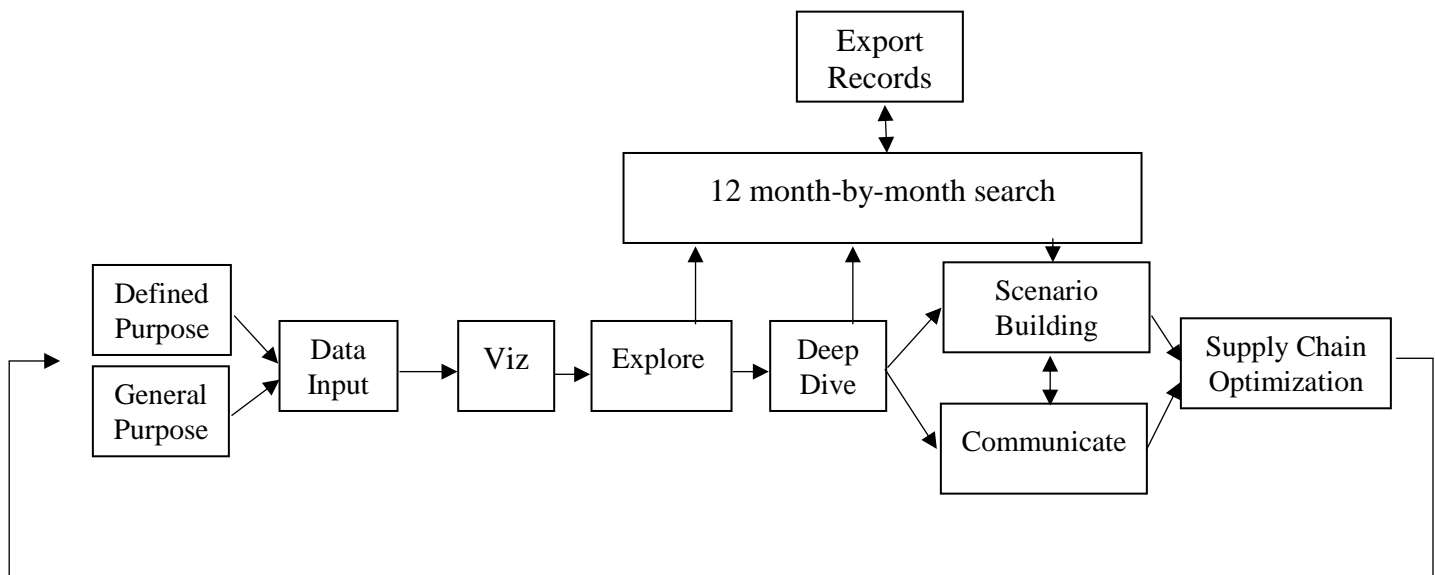 Export
Records
12 month-by-month search
Defined
Purpose
General
Purpose
Data
Input
Viz
Explore
Deep
Dive
Scenario
Building
Communicate
Supply Chain
Optimization